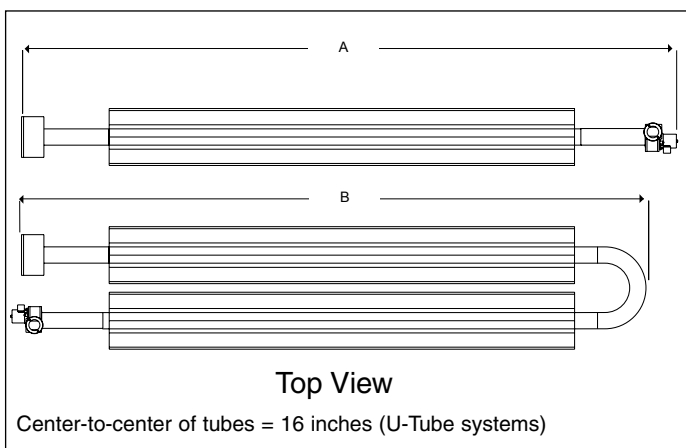 A
B
Top View
Center-to-center of tubes = 16 inches (U-Tube systems)